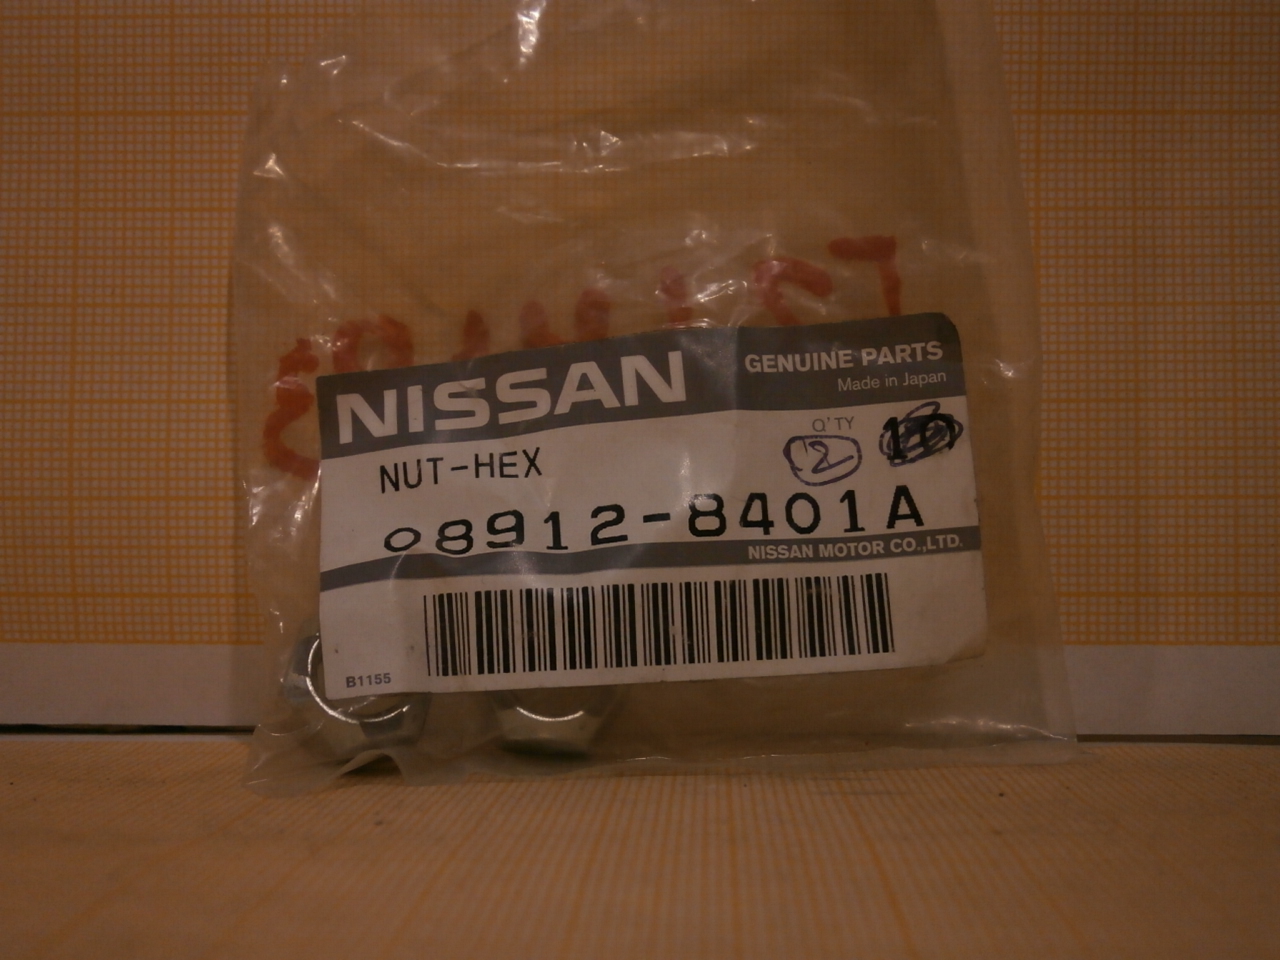 NISSAN
GENUINE PARTS
Made in Japan
Q'TY
2 10
NUT-HEX
08912-8401A
NISSAN MOTOR CO.,LTD.
B1155